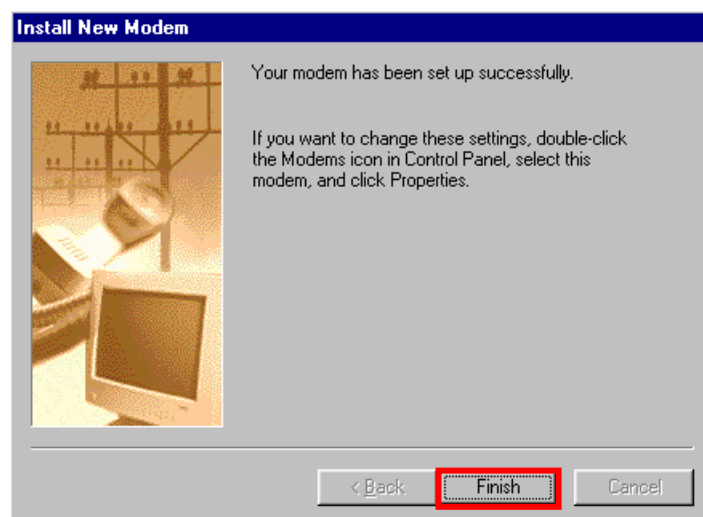 Install New Modem
Your modem has been set up successfully.
If you want to change these settings, double-click
the Modems icon in Control Panel, select this
modem, and click Properties.
< Back Finish Cancel